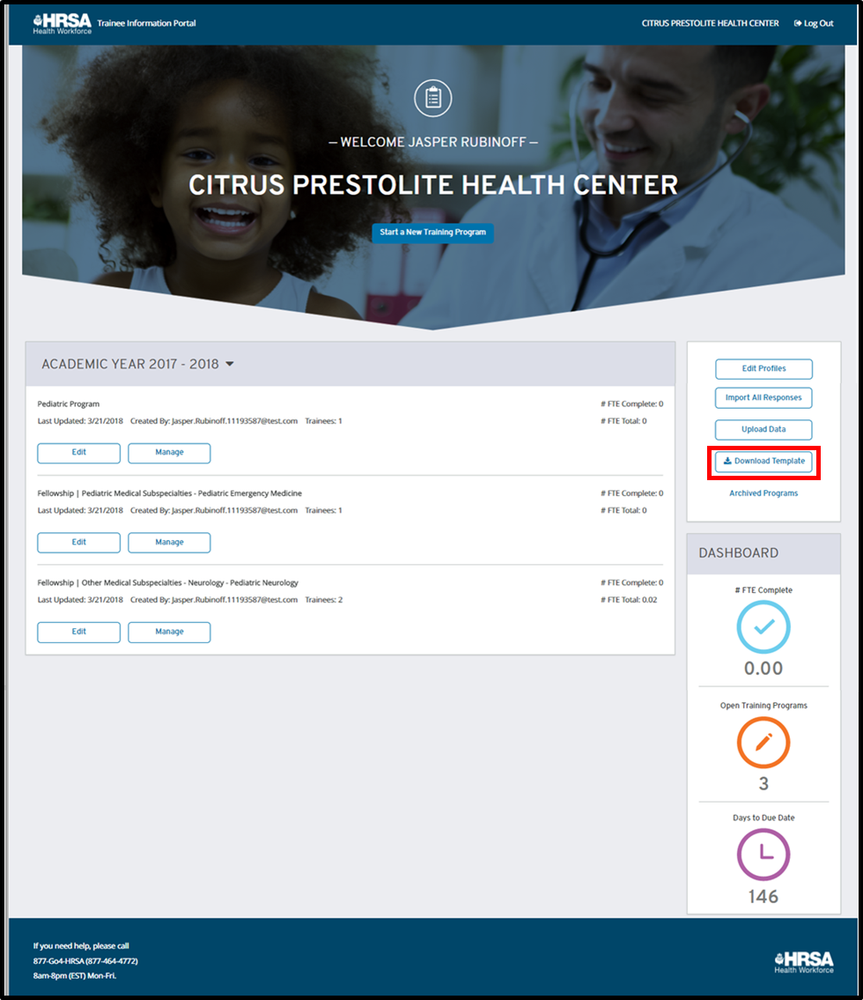 HRSA
Health Workforce
Trainee Information Portal
CITRUS PRESTOLITE HEALTH CENTER
Log Out
– WELCOME JASPER RUBINOFF –
CITRUS PRESTOLITE HEALTH CENTER
Start a New Training Program
ACADEMIC YEAR 2017 - 2018
Pediatric Program
# FTE Complete: 0
Last Updated: 3/21/2018 Created By: Jasper.Rubinoff.11193587@test.com Trainees: 1
# FTE Total: 0
Edit
Manage
Fellowship | Pediatric Medical Subspecialties - Pediatric Emergency Medicine
# FTE Complete: 0
Last Updated: 3/21/2018 Created By: Jasper.Rubinoff.11193587@test.com Trainees: 1
# FTE Total: 0
Edit
Manage
Fellowship | Other Medical Subspecialties - Neurology - Pediatric Neurology
# FTE Complete: 0
Last Updated: 3/21/2018 Created By: Jasper.Rubinoff.11193587@test.com Trainees: 2
# FTE Total: 0.02
Edit
Manage
Edit Profiles
Import All Responses
Upload Data
Download Template
Archived Programs
DASHBOARD
# FTE Complete
0.00
Open Training Programs
3
Days to Due Date
146
If you need help, please call
877-Go4-HRSA (877-464-4772)
8am-8pm (EST) Mon-Fri.
HRSA
Health Workforce